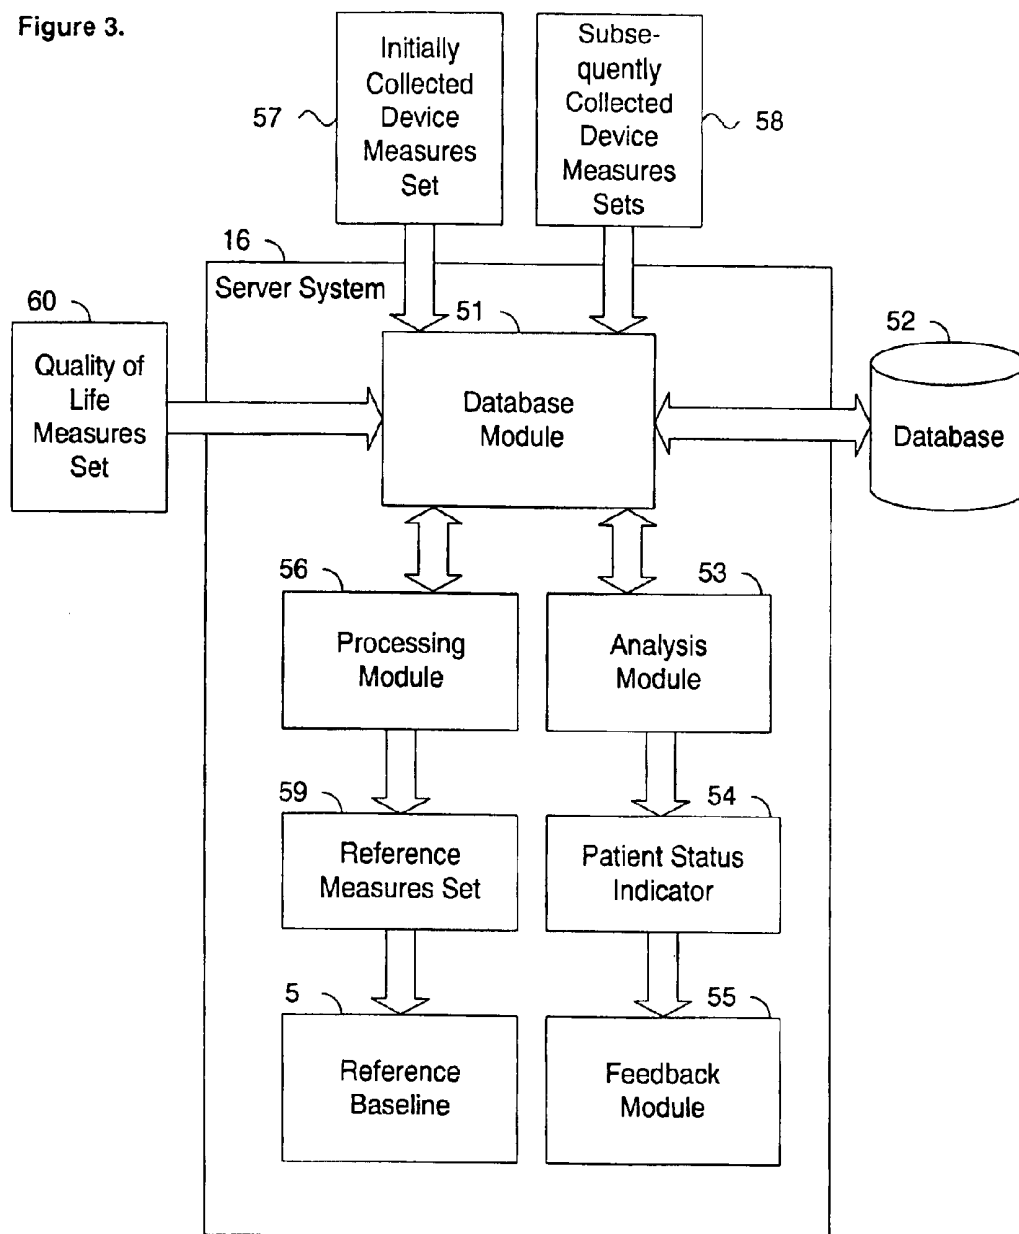 Figure 3.
Initially
Collected
Device
Measures
Set
57
Subse-
quently
Collected
Device
Measures
Sets
58
16
Server System
60
Quality of
Life
Measures
Set
51
Database
Module
52
Database
56
Processing
Module
53
Analysis
Module
59
Reference
Measures Set
54
Patient Status
Indicator
5
Reference
Baseline
55
Feedback
Module